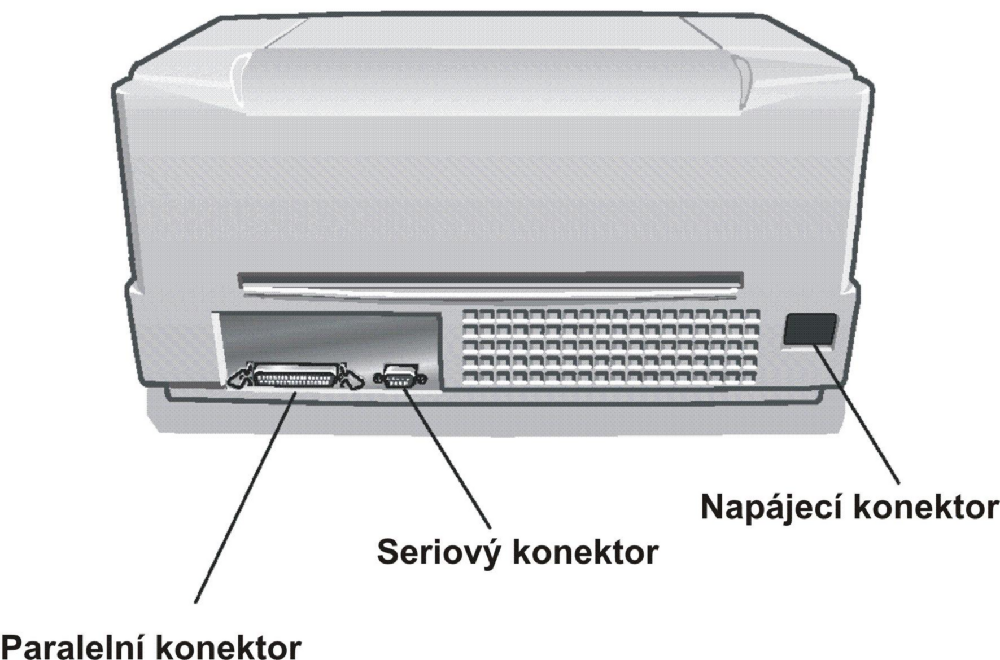 Napájecí konektor
Seriový konektor
Paralelní konektor